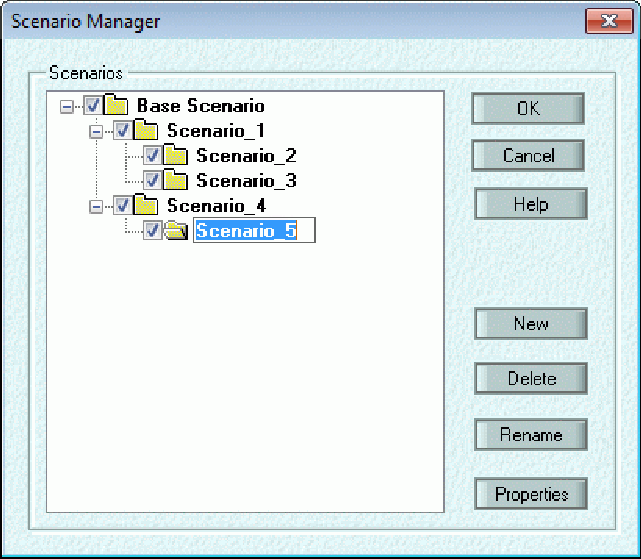 Scenario Manager
Scenarios
Base Scenario
Scenario_1
Scenario_2
Scenario_3
Scenario_4
Scenario_5
OK
Cancel
Help
New
Delete
Rename
Properties